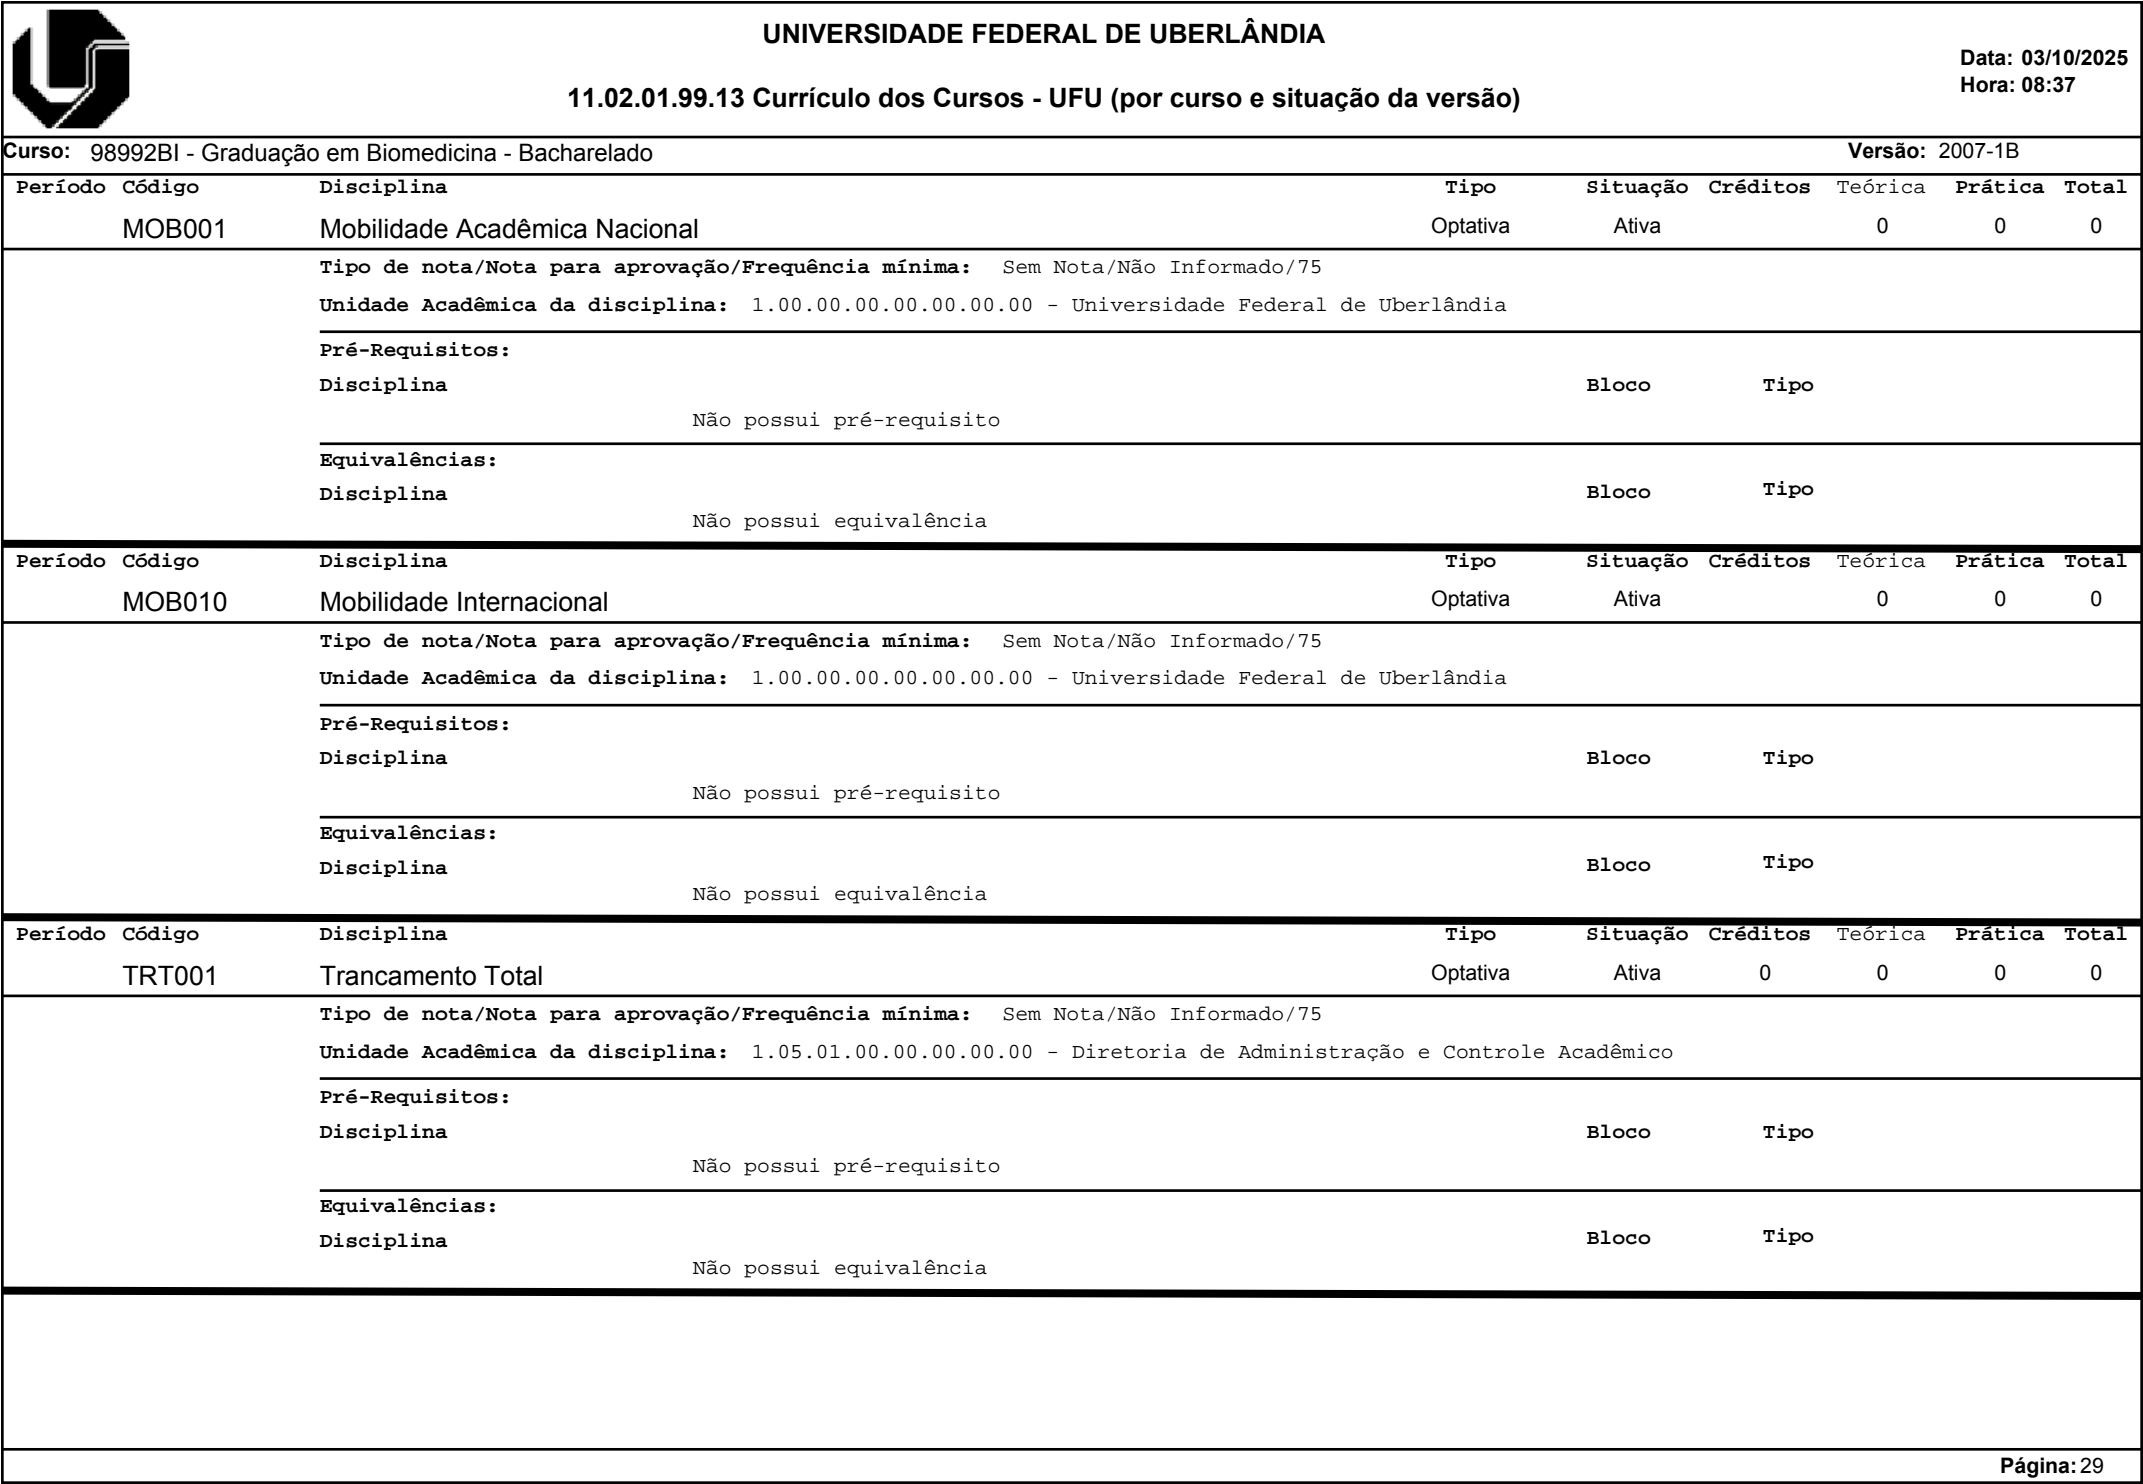 UNIVERSIDADE FEDERAL DE UBERLÂNDIA
Data: 03/10/2025
Hora: 08:37
11.02.01.99.13 Currículo dos Cursos - UFU (por curso e situação da versão)
Curso: 98992BI - Graduação em Biomedicina - Bacharelado Versão: 2007-1B
Período Código Disciplina Tipo Situação Créditos Teórica Prática Total
MOB001 Mobilidade Acadêmica Nacional Optativa Ativa 0 0 0
Tipo de nota/Nota para aprovação/Frequência mínima: Sem Nota/Não Informado/75
Unidade Acadêmica da disciplina: 1.00.00.00.00.00.00.00 - Universidade Federal de Uberlândia
Pré-Requisitos:
Disciplina Bloco Tipo
Não possui pré-requisito
Equivalências:
Disciplina Bloco Tipo
Não possui equivalência
Período Código Disciplina Tipo Situação Créditos Teórica Prática Total
MOB010 Mobilidade Internacional Optativa Ativa 0 0 0
Tipo de nota/Nota para aprovação/Frequência mínima: Sem Nota/Não Informado/75
Unidade Acadêmica da disciplina: 1.00.00.00.00.00.00.00 - Universidade Federal de Uberlândia
Pré-Requisitos:
Disciplina Bloco Tipo
Não possui pré-requisito
Equivalências:
Disciplina Bloco Tipo
Não possui equivalência
Período Código Disciplina Tipo Situação Créditos Teórica Prática Total
TRT001 Trancamento Total Optativa Ativa 0 0 0 0
Tipo de nota/Nota para aprovação/Frequência mínima: Sem Nota/Não Informado/75
Unidade Acadêmica da disciplina: 1.05.01.00.00.00.00.00 - Diretoria de Administração e Controle Acadêmico
Pré-Requisitos:
Disciplina Bloco Tipo
Não possui pré-requisito
Equivalências:
Disciplina Bloco Tipo
Não possui equivalência
Página: 29